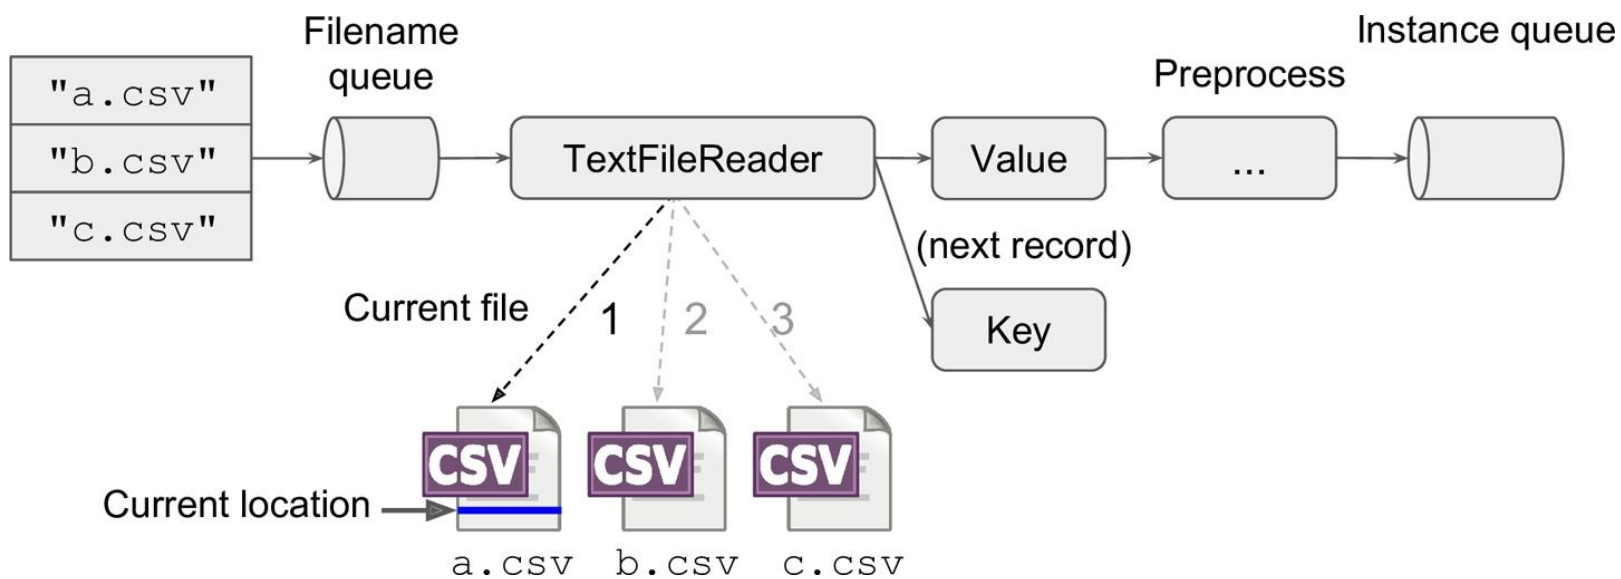 Filename
queue
Instance queue
Preprocess
"a.csv"
"b.csv"
"c.csv"
TextFileReader
Value
...
(next record)
Key
Current file
1
2
3
CSV
CSV
CSV
Current location
a.csv
b.csv
c.csv